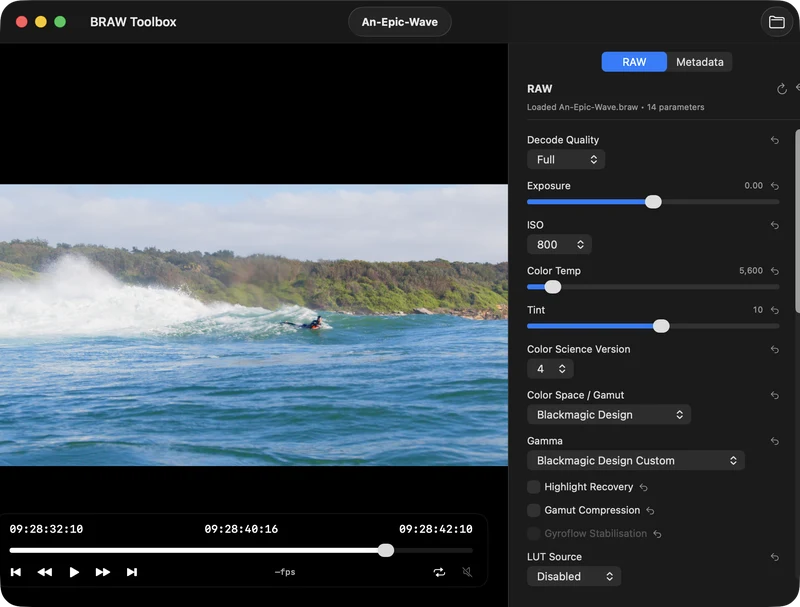 BRAW Toolbox
An-Epic-Wave
RAW
Metadata
RAW
Loaded An-Epic-Wave.braw • 14 parameters
Decode Quality
Full
Exposure
0.00
ISO
800
Color Temp
5,600
Tint
10
Color Science Version
4
Color Space / Gamut
Blackmagic Design
Gamma
Blackmagic Design Custom
Highlight Recovery
Gamut Compression
Gyroflow Stabilisation
LUT Source
Disabled
09:28:32:10
09:28:40:16
09:28:42:10
—fps